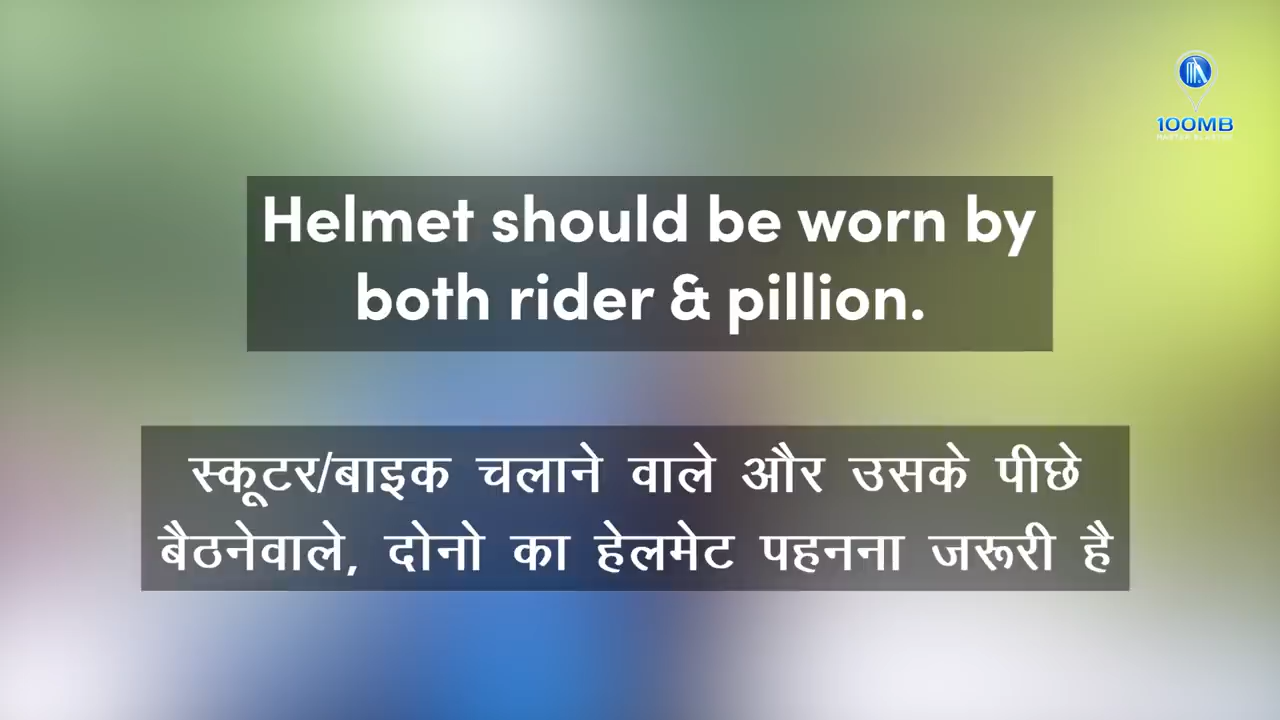 100MB
Helmet should be worn by
both rider & pillion.
स्कूटर/बाइक चलाने वाले और उसके पीछे
बैठनेवाले, दोनो का हेलमेट पहनना जरूरी है